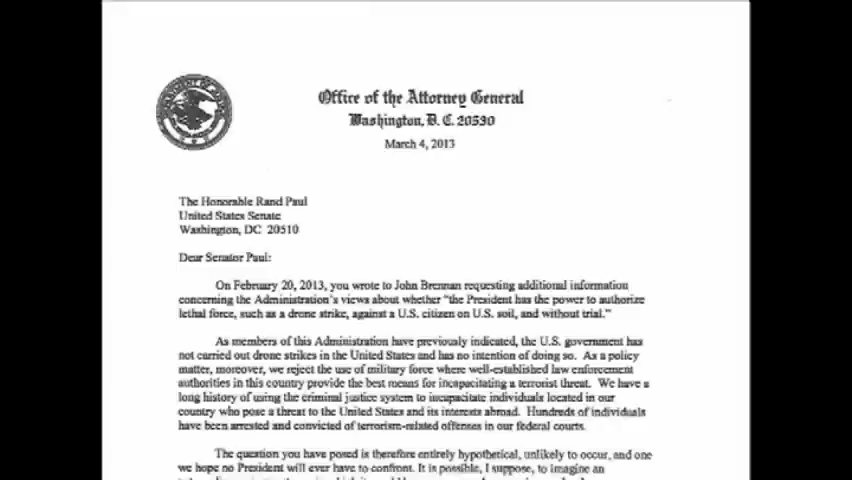 Office of the Attorney General
Washington, D. C. 20530
March 4, 2013
The Honorable Rand Paul
United States Senate
Washington, DC 20510
Dear Senator Paul:
On February 20, 2013, you wrote to John Brennan requesting additional information
concerning the Administration's views about whether "the President has the power to authorize
lethal force, such as a drone strike, against a U.S. citizen on U.S. soil, and without trial."
As members of this Administration have previously indicated, the U.S. government has
not carried out drone strikes in the United States and has no intention of doing so. As a policy
matter, moreover, we reject the use of military force where well-established law enforcement
authorities in this country provide the best means for incapacitating a terrorist threat. We have a
long history of using the criminal justice system to incapacitate individuals located in our
country who pose a threat to the United States and its interests abroad. Hundreds of individuals
have been arrested and convicted of terrorism-related offenses in our federal courts.
The question you have posed is therefore entirely hypothetical, unlikely to occur, and one
we hope no President will ever have to confront. It is possible, I suppose, to imagine an